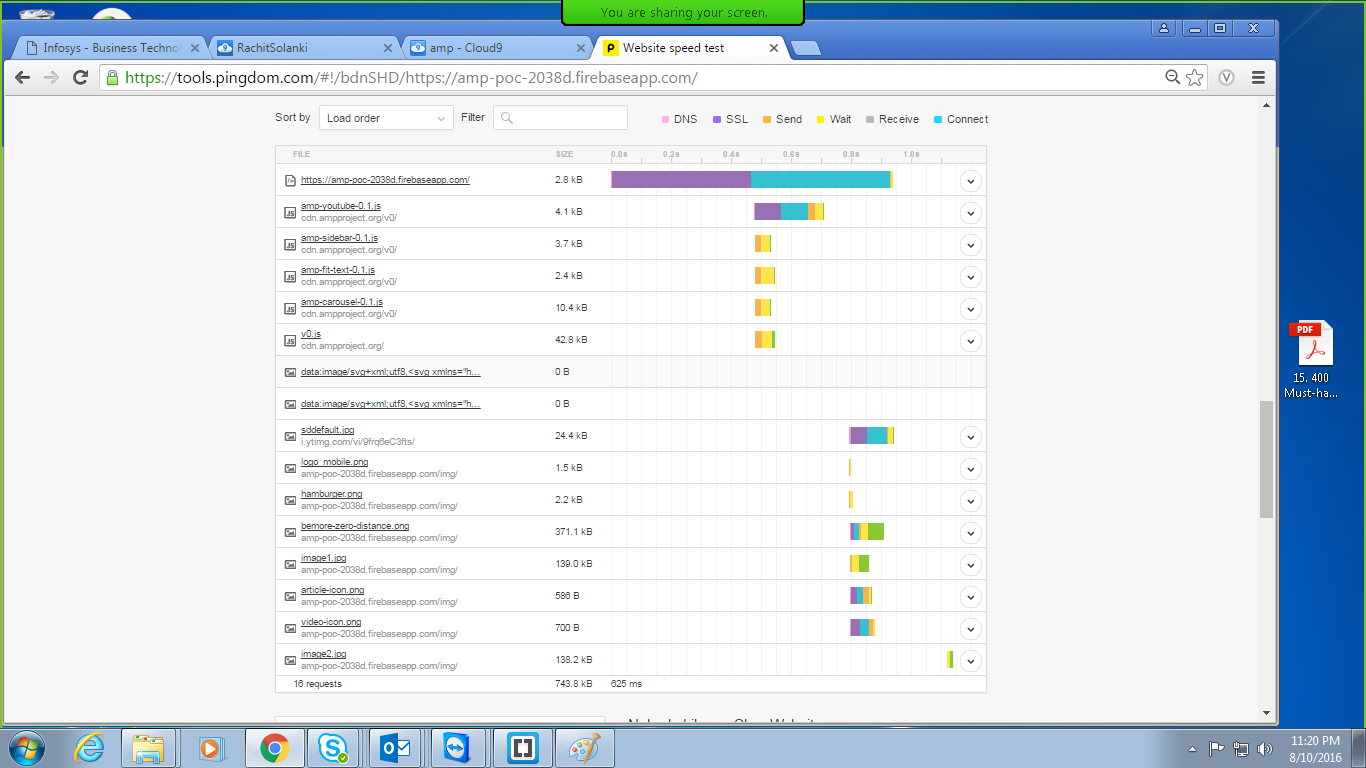 You are sharing your screen.
Infosys - Business Techno
RachitSolanki
amp - Cloud9
Website speed test
https://tools.pingdom.com/#!/bdnSHD/https://amp-poc-2038d.firebaseapp.com/
Sort by Load order Filter DNS SSL Send Wait Receive Connect
FILE SIZE 0.0s 0.2s 0.4s 0.6s 0.8s 1.0s
https://amp-poc-2038d.firebaseapp.com/ 2.8 kB
amp-youtube-0.1.js 4.1 kB
cdn.ampproject.org/v0/
amp-sidebar-0.1.js 3.7 kB
cdn.ampproject.org/v0/
amp-fit-text-0.1.js 2.4 kB
cdn.ampproject.org/v0/
amp-carousel-0.1.js 10.4 kB
cdn.ampproject.org/v0/
v0.js 42.8 kB
cdn.ampproject.org/
data:image/svg+xml;utf8,<svg xmlns="h... 0 B
data:image/svg+xml;utf8,<svg xmlns="h... 0 B
sddefault.jpg 24.4 kB
i.ytimg.com/vi/9frq6eC3fts/
logo_mobile.png 1.5 kB
amp-poc-2038d.firebaseapp.com/img/
hamburger.png 2.2 kB
amp-poc-2038d.firebaseapp.com/img/
bemore-zero-distance.png 371.1 kB
amp-poc-2038d.firebaseapp.com/img/
image1.jpg 139.0 kB
amp-poc-2038d.firebaseapp.com/img/
article-icon.png 586 B
amp-poc-2038d.firebaseapp.com/img/
video-icon.png 700 B
amp-poc-2038d.firebaseapp.com/img/
image2.jpg 138.2 kB
amp-poc-2038d.firebaseapp.com/img/
16 requests 743.8 kB 625 ms
PDF
15. 400
Must-ha...
11:20 PM
8/10/2016